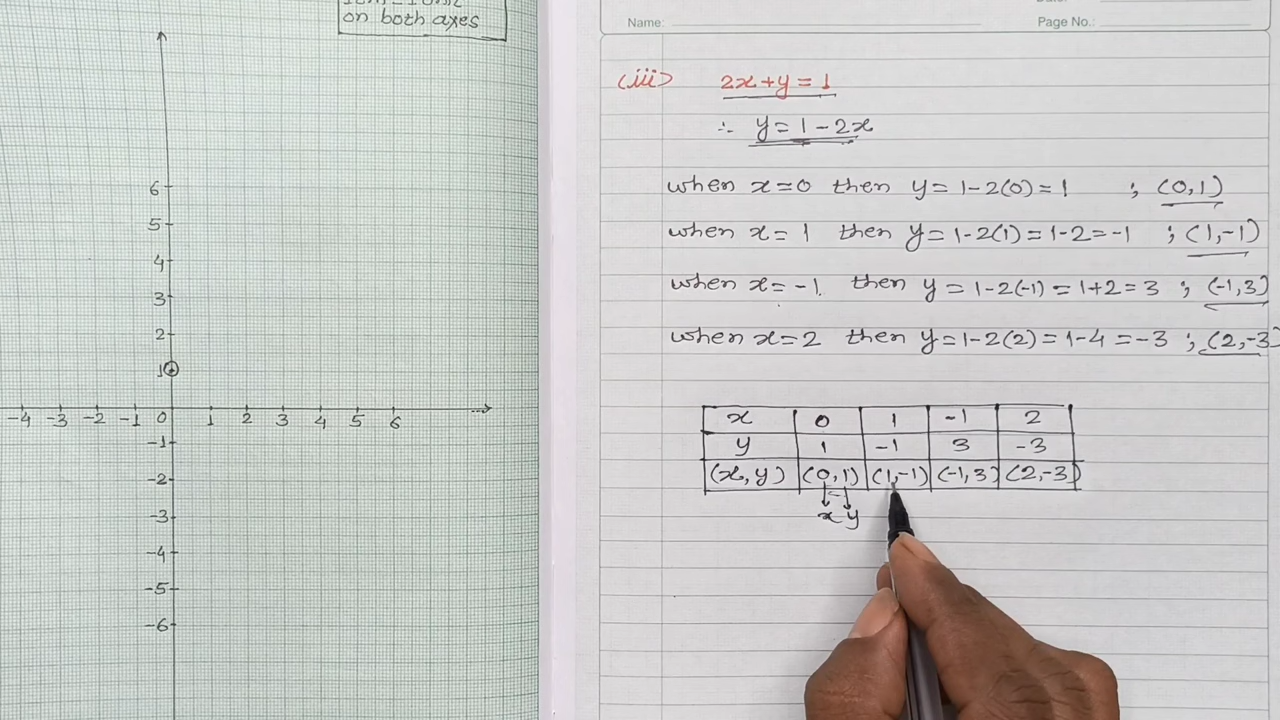 on both axes
6
5
4
3
2
1
-4 -3 -2 -1 0 1 2 3 4 5 6
-1
-2
-3
-4
-5
-6
Name: Page No.:
(iii) 2x+y=1
∴ y=1-2x
when x=0 then y=1-2(0)=1 ; (0,1)
when x=1 then y=1-2(1)=1-2=-1 ; (1,-1)
when x=-1 then y=1-2(-1)=1+2=3 ; (-1,3)
when x=2 then y=1-2(2)=1-4=-3 ; (2,-3)
x 0 1 -1 2
y 1 -1 3 -3
(x,y) (0,1) (1,-1) (-1,3) (2,-3)
x y